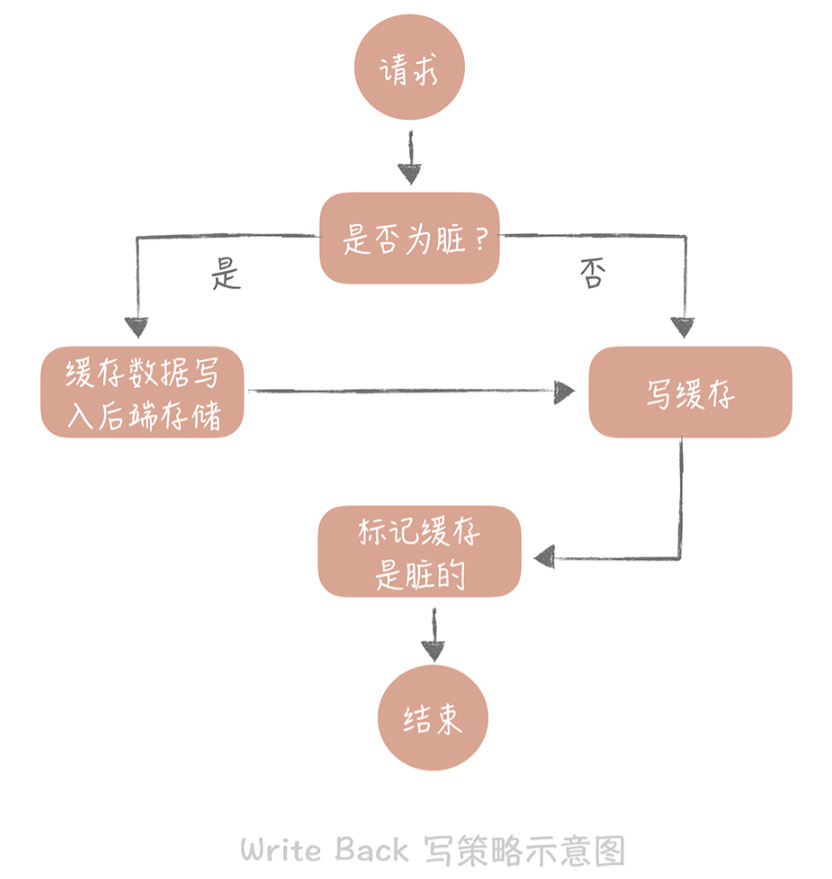 请求
是否为脏？
是
否
缓存数据写
入后端存储
写缓存
标记缓存
是脏的
结束
Write Back 写策略示意图